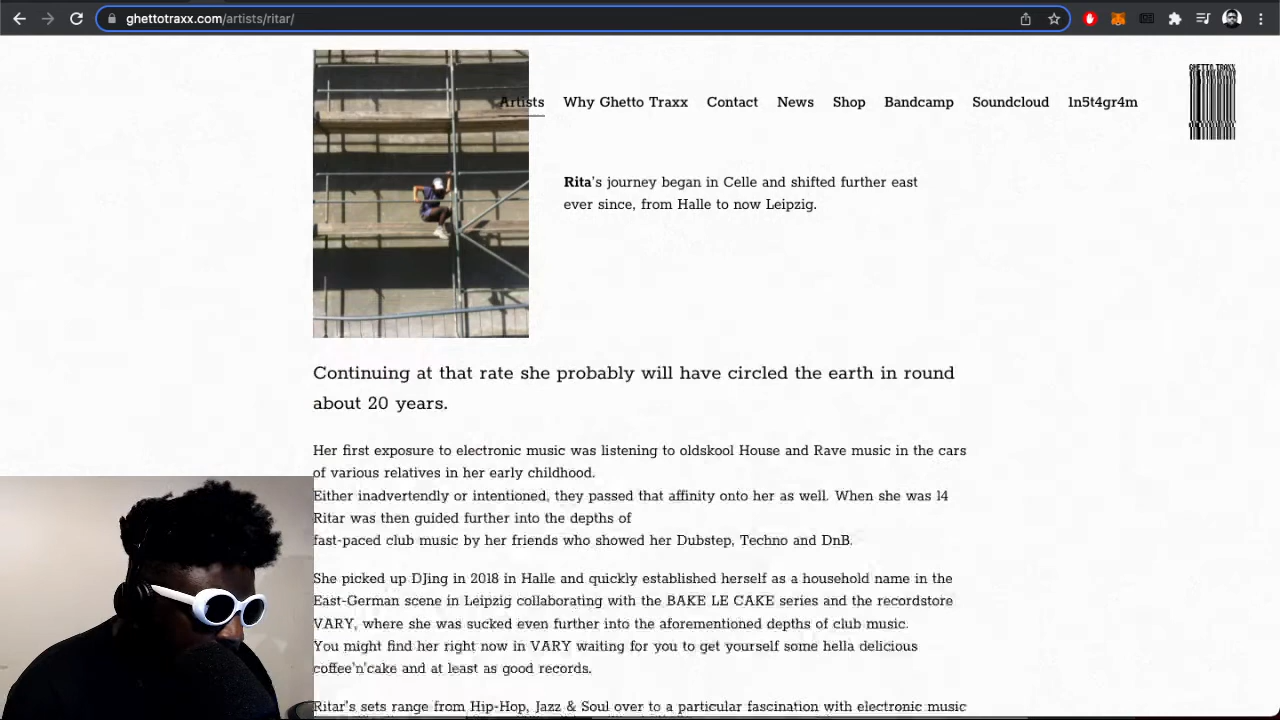 ghettotraxx.com/artists/ritar/
Artists Why Ghetto Traxx Contact News Shop Bandcamp Soundcloud 1n5t4gr4m
GHETTO TRAXX
Rita's journey began in Celle and shifted further east
ever since, from Halle to now Leipzig.
Continuing at that rate she probably will have circled the earth in round
about 20 years.
Her first exposure to electronic music was listening to oldskool House and Rave music in the cars
of various relatives in her early childhood.
Either inadvertendly or intentioned, they passed that affinity onto her as well. When she was 14
Ritar was then guided further into the depths of
fast-paced club music by her friends who showed her Dubstep, Techno and DnB.
She picked up DJing in 2018 in Halle and quickly established herself as a household name in the
East-German scene in Leipzig collaborating with the BAKE LE CAKE series and the recordstore
VARY, where she was sucked even further into the aforementioned depths of club music.
You might find her right now in VARY waiting for you to get yourself some hella delicious
coffee'n'cake and at least as good records.
Ritar's sets range from Hip-Hop, Jazz & Soul over to a particular fascination with electronic music